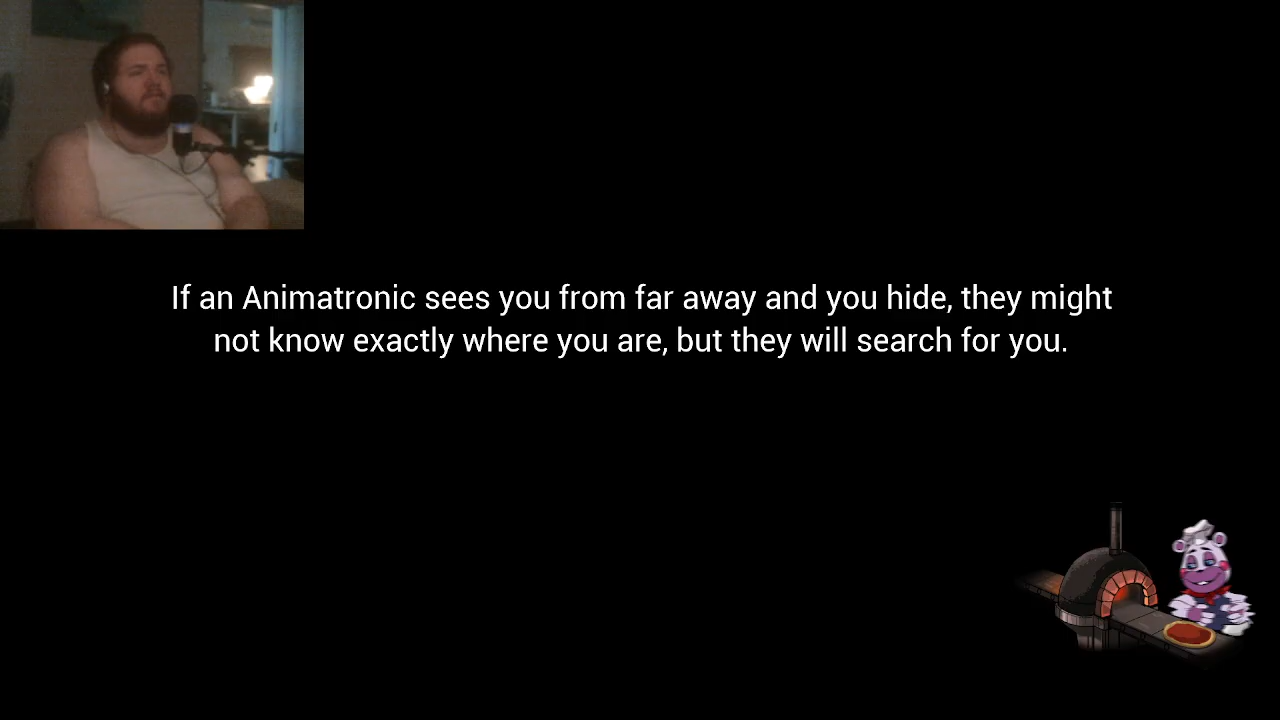 If an Animatronic sees you from far away and you hide, they might
not know exactly where you are, but they will search for you.